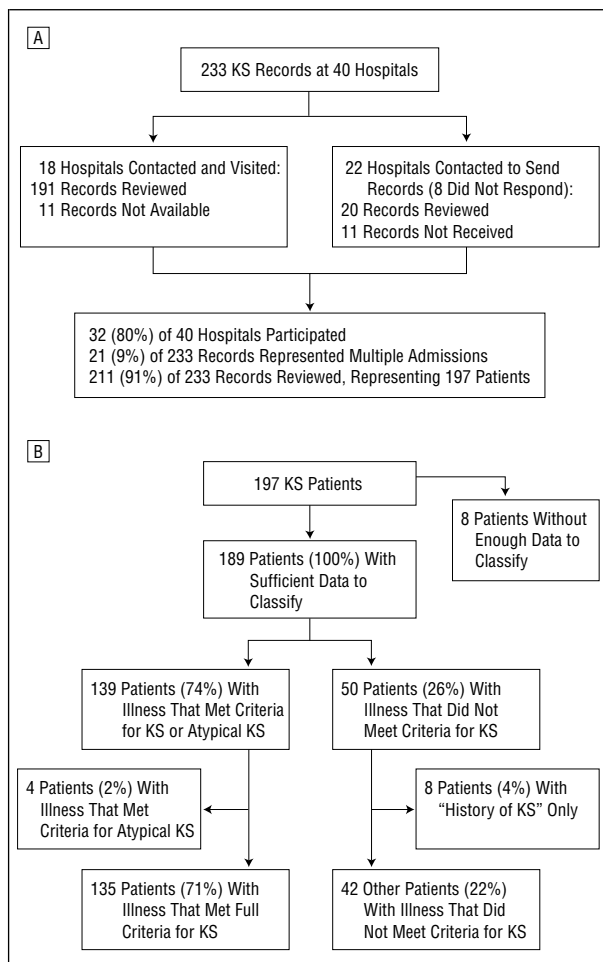 A
233 KS Records at 40 Hospitals
18 Hospitals Contacted and Visited:
191 Records Reviewed
11 Records Not Available
22 Hospitals Contacted to Send
Records (8 Did Not Respond):
20 Records Reviewed
11 Records Not Received
32 (80%) of 40 Hospitals Participated
21 (9%) of 233 Records Represented Multiple Admissions
211 (91%) of 233 Records Reviewed, Representing 197 Patients
B
197 KS Patients
8 Patients Without
Enough Data to
Classify
189 Patients (100%) With
Sufficient Data to
Classify
139 Patients (74%) With
Illness That Met Criteria
for KS or Atypical KS
50 Patients (26%) With
Illness That Did Not
Meet Criteria for KS
4 Patients (2%) With
Illness That Met
Criteria for Atypical KS
8 Patients (4%) With
“History of KS” Only
135 Patients (71%) With
Illness That Met Full
Criteria for KS
42 Other Patients (22%)
With Illness That Did
Not Meet Criteria for KS